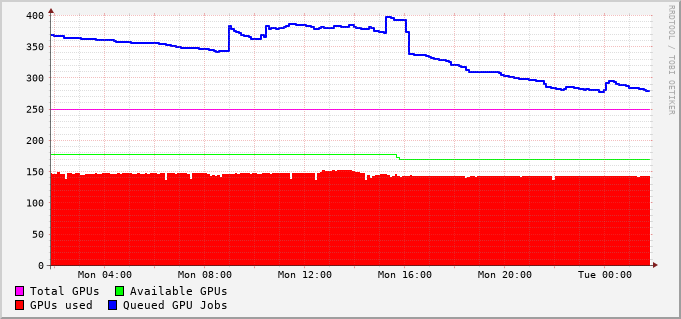 RRDTOOL / TOBI OETIKER
400
350
300
250
200
150
100
50
0
Mon 04:00 Mon 08:00 Mon 12:00 Mon 16:00 Mon 20:00 Tue 00:00
Total GPUs Available GPUs
GPUs used Queued GPU Jobs